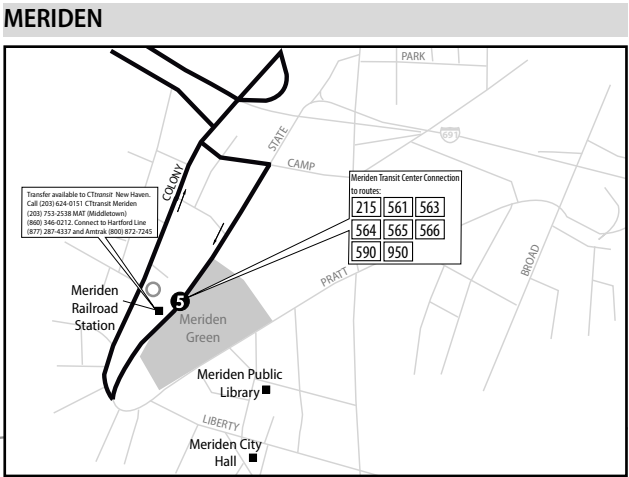 MERIDEN
PARK
691
STATE
CAMP
COLONY
Transfer available to CTtransit New Haven.
Call (203) 624-0151 CTtransit Meriden
(203) 753-2538 MAT (Middletown)
(860) 346-0212. Connect to Hartford Line
(877) 287-4337 and Amtrak (800) 872-7245
Meriden Transit Center Connection
to routes:
215 561 563
564 565 566
590 950
BROAD
PRATT
Meriden
Railroad
Station
5
Meriden
Green
Meriden Public
Library
LIBERTY
Meriden City
Hall